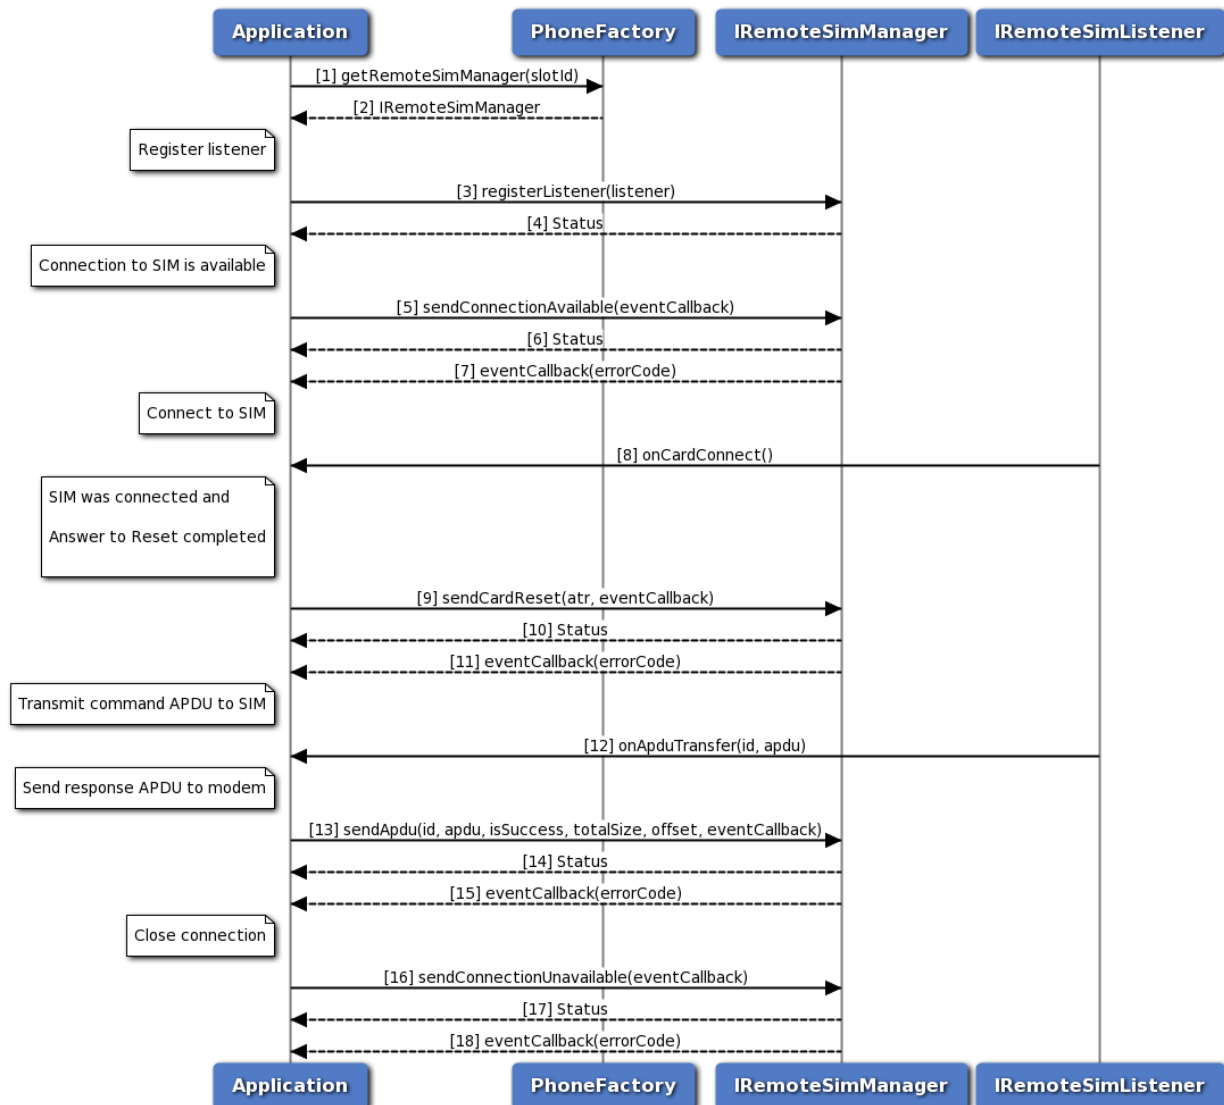 Application
PhoneFactory
IRemoteSimManager
IRemoteSimListener
[1] getRemoteSimManager(slotId)
[2] IRemoteSimManager
Register listener
[3] registerListener(listener)
[4] Status
Connection to SIM is available
[5] sendConnectionAvailable(eventCallback)
[6] Status
[7] eventCallback(errorCode)
Connect to SIM
[8] onCardConnect()
SIM was connected and
Answer to Reset completed
[9] sendCardReset(atr, eventCallback)
[10] Status
[11] eventCallback(errorCode)
Transmit command APDU to SIM
[12] onApduTransfer(id, apdu)
Send response APDU to modem
[13] sendApdu(id, apdu, isSuccess, totalSize, offset, eventCallback)
[14] Status
[15] eventCallback(errorCode)
Close connection
[16] sendConnectionUnavailable(eventCallback)
[17] Status
[18] eventCallback(errorCode)
Application
PhoneFactory
IRemoteSimManager
IRemoteSimListener